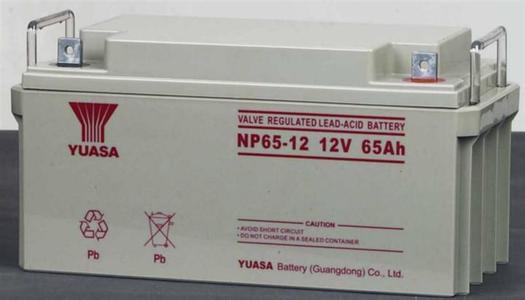 VALVE REGULATED LEAD-ACID BATTERY
YUASA
NP65-12 12V 65Ah
CAUTION
• AVOID SHORT CIRCUIT
• DO NOT CHARGE IN A SEALED CONTAINER
Pb
Pb
YUASA Battery (Guangdong) Co., Ltd.